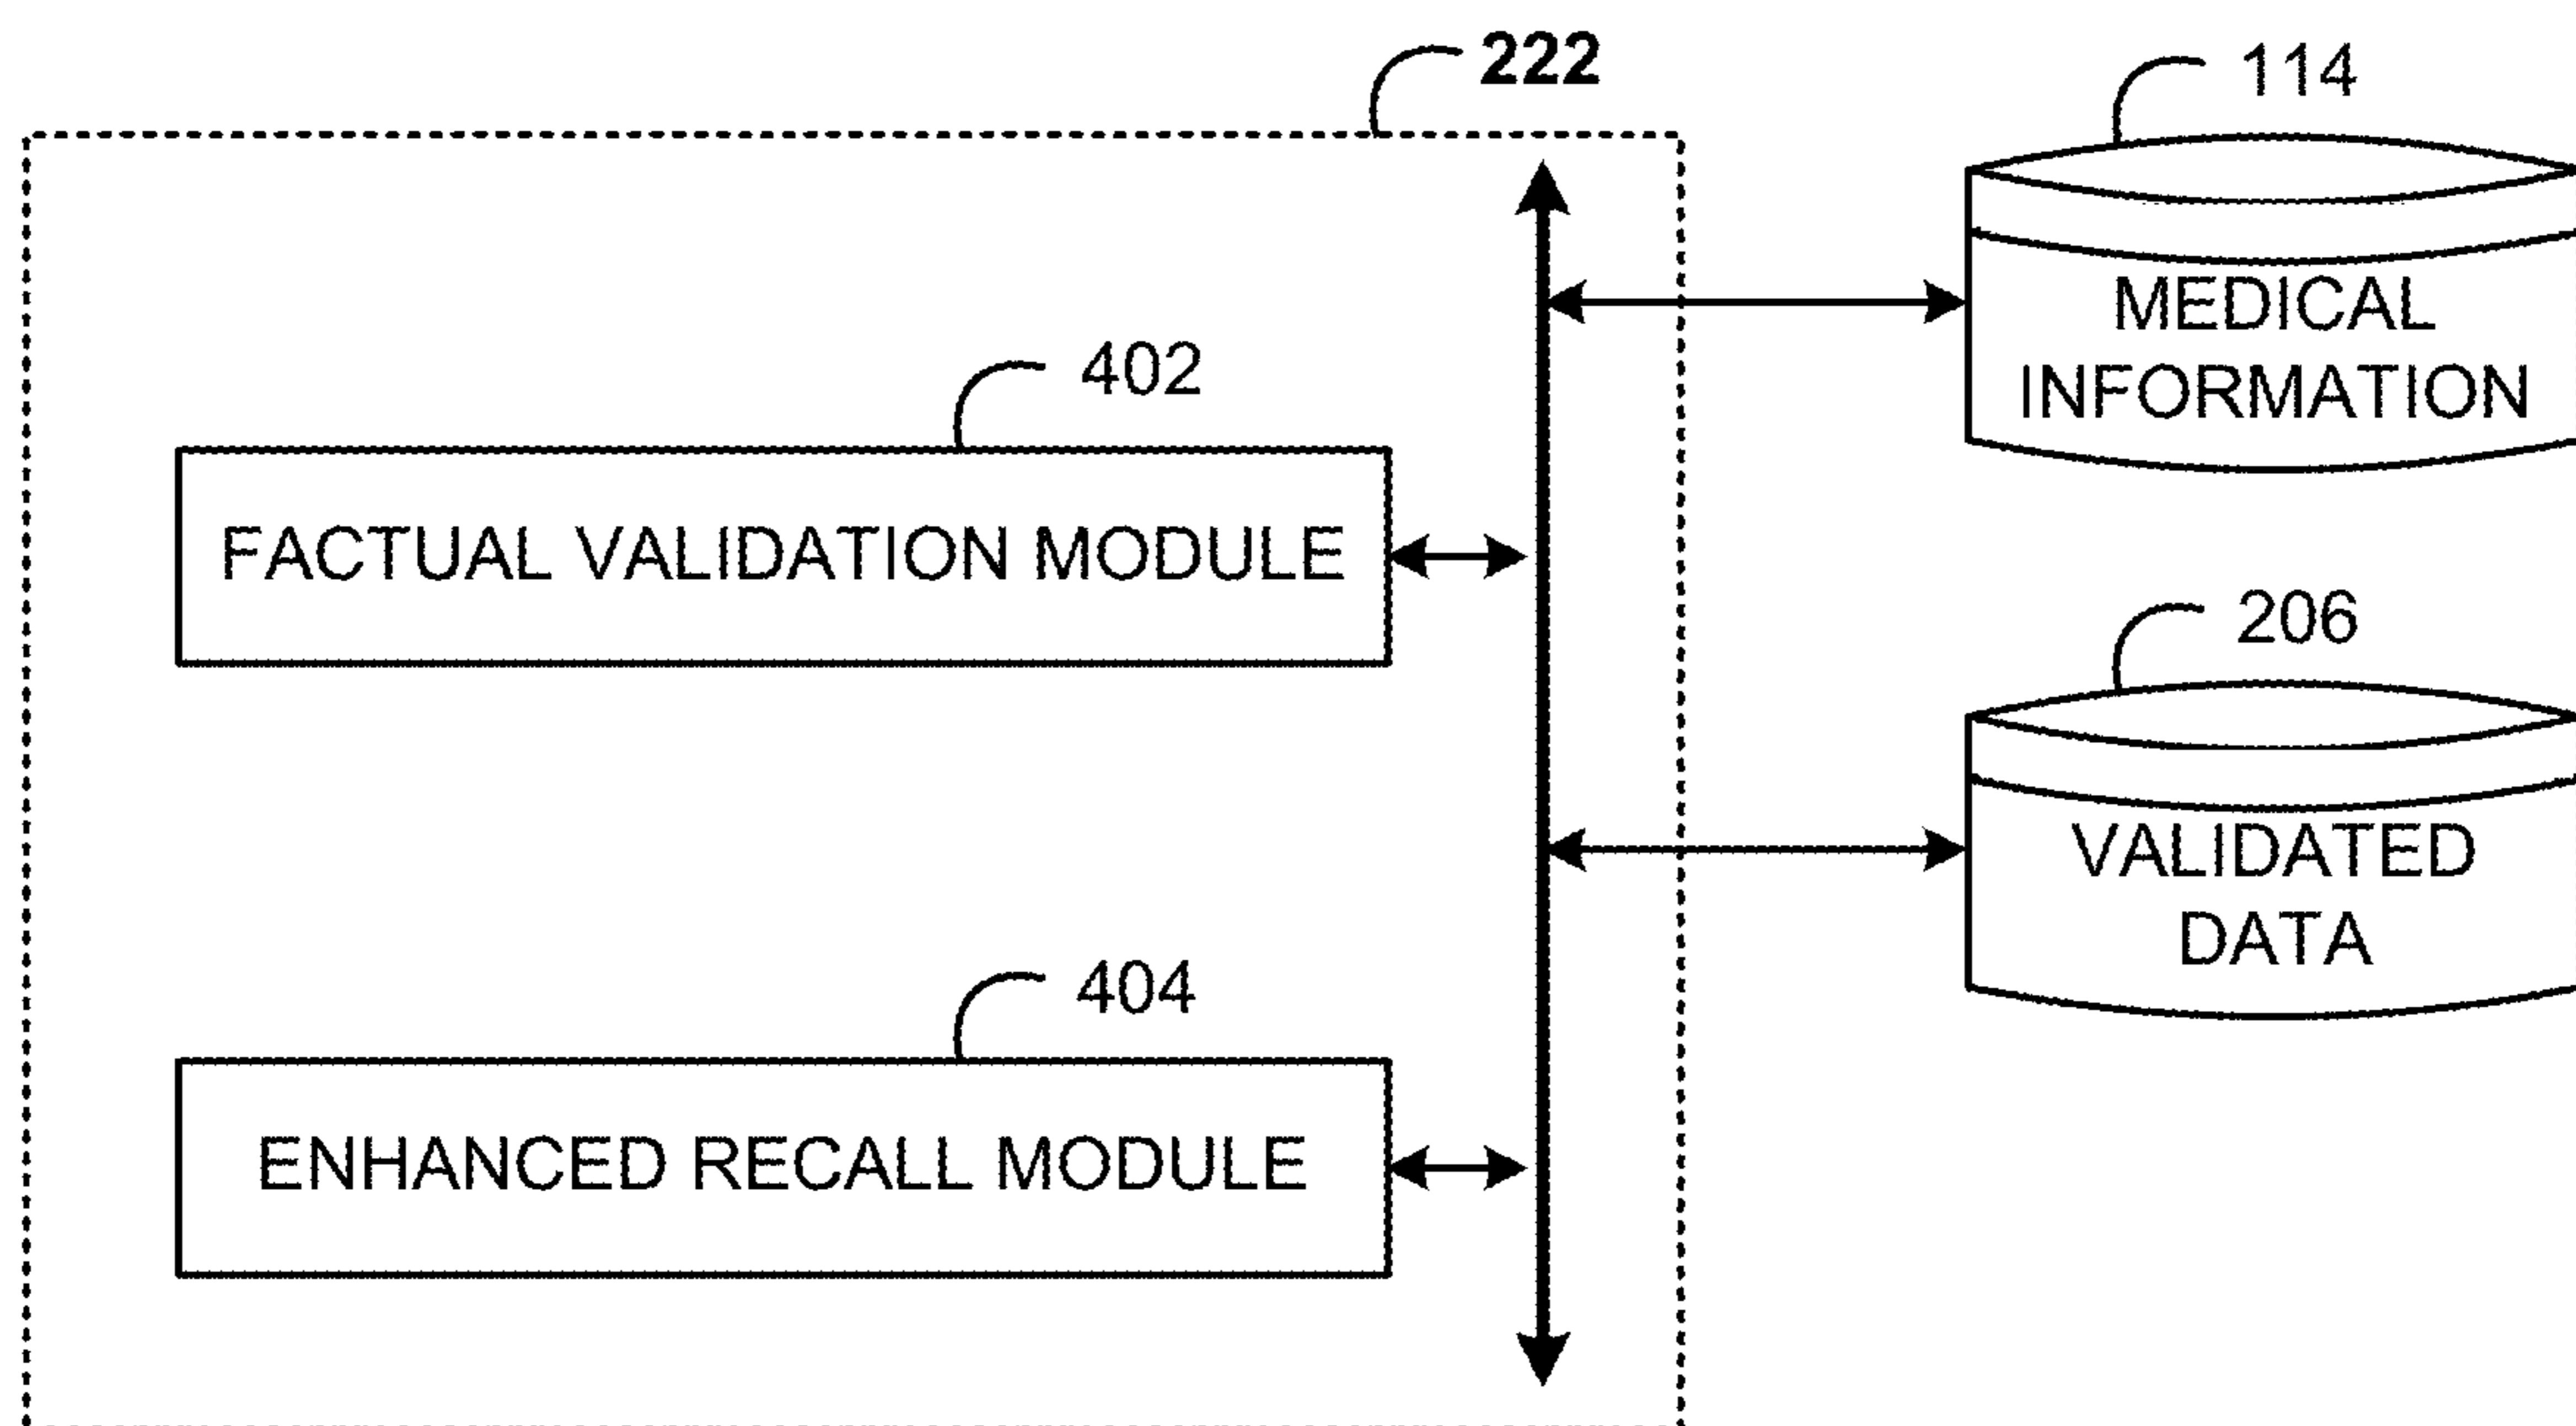 222
114
MEDICAL
INFORMATION
402
FACTUAL VALIDATION MODULE
206
VALIDATED
DATA
404
ENHANCED RECALL MODULE